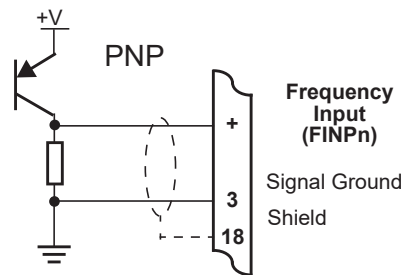 +V
PNP
+
Frequency
Input
(FINPn)
3
Signal Ground
18
Shield